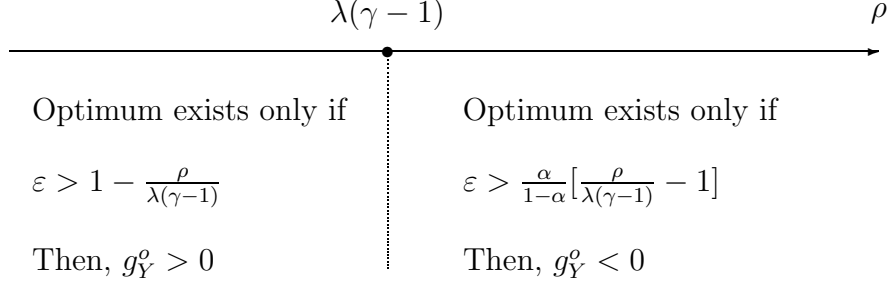 λ(γ − 1) ρ
Optimum exists only if
ε > 1 − ρ/λ(γ−1)
Then, g_Y^o > 0
Optimum exists only if
ε > α/1−α [ρ/λ(γ−1) − 1]
Then, g_Y^o < 0